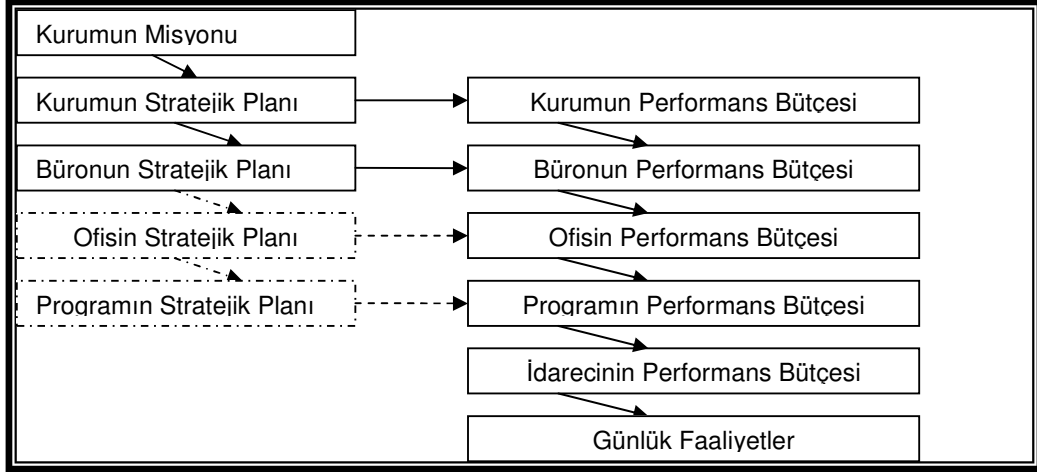 Kurumun Misyonu
Kurumun Stratejik Planı
Kurumun Performans Bütçesi
Büronun Stratejik Planı
Büronun Performans Bütçesi
Ofisin Stratejik Planı
Ofisin Performans Bütçesi
Programın Stratejik Planı
Programın Performans Bütçesi
İdarecinin Performans Bütçesi
Günlük Faaliyetler